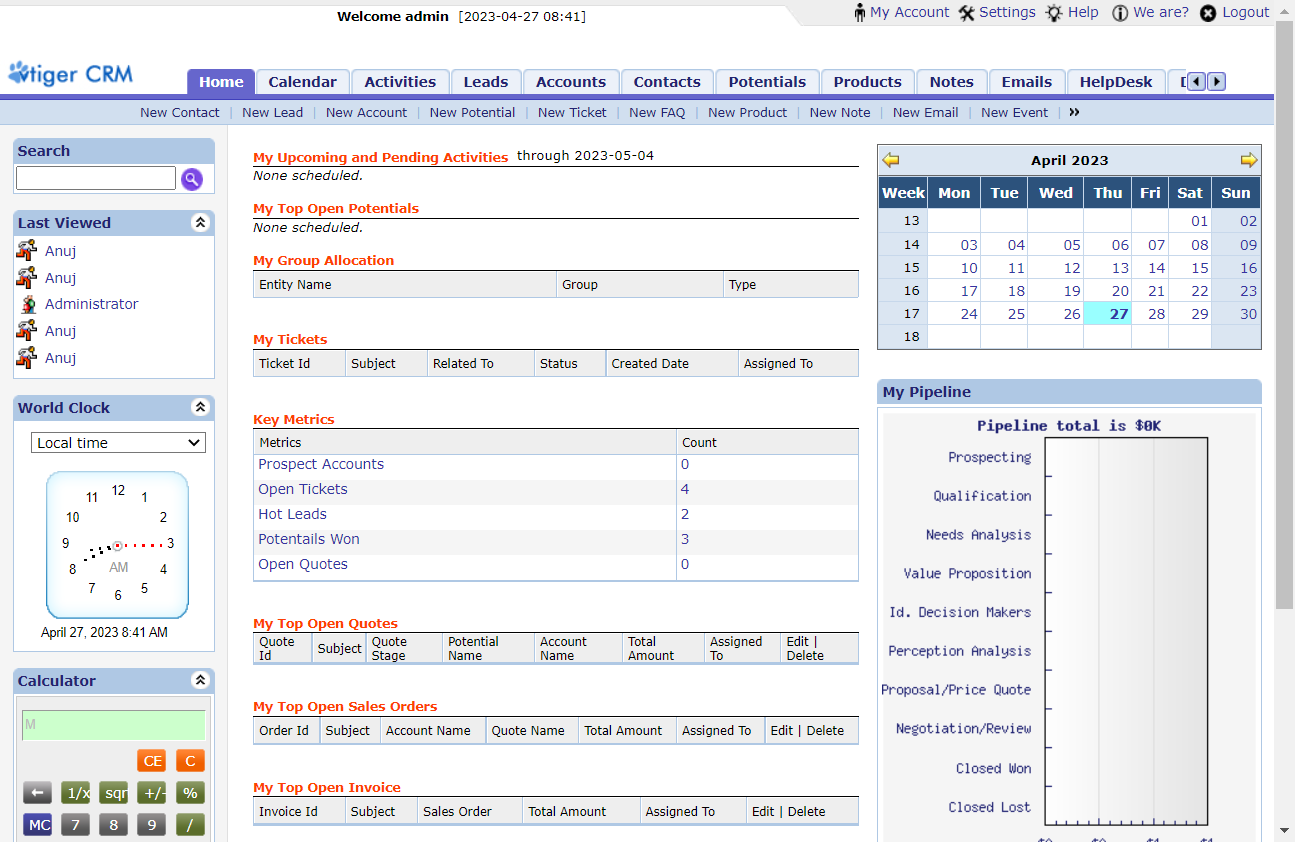 Welcome admin [2023-04-27 08:41]
My Account Settings Help We are? Logout
vtiger CRM
Home Calendar Activities Leads Accounts Contacts Potentials Products Notes Emails HelpDesk
New Contact | New Lead | New Account | New Potential | New Ticket | New FAQ | New Product | New Note | New Email | New Event | »
Search
Last Viewed
Anuj
Anuj
Administrator
Anuj
Anuj
World Clock
Local time
12
11 1
10 2
9 3
AM
8 4
7 5
6
April 27, 2023 8:41 AM
Calculator
M
CE C
← 1/x sqr +/- %
MC 7 8 9 /
My Upcoming and Pending Activities through 2023-05-04
None scheduled.
My Top Open Potentials
None scheduled.
My Group Allocation
Entity Name Group Type
My Tickets
Ticket Id Subject Related To Status Created Date Assigned To
Key Metrics
Metrics Count
Prospect Accounts 0
Open Tickets 4
Hot Leads 2
Potentails Won 3
Open Quotes 0
My Top Open Quotes
Quote Id Subject Quote Stage Potential Name Account Name Total Amount Assigned To Edit | Delete
My Top Open Sales Orders
Order Id Subject Account Name Quote Name Total Amount Assigned To Edit | Delete
My Top Open Invoice
Invoice Id Subject Sales Order Total Amount Assigned To Edit | Delete
April 2023
Week Mon Tue Wed Thu Fri Sat Sun
13 01 02
14 03 04 05 06 07 08 09
15 10 11 12 13 14 15 16
16 17 18 19 20 21 22 23
17 24 25 26 27 28 29 30
18
My Pipeline
Pipeline total is $0K
Prospecting
Qualification
Needs Analysis
Value Proposition
Id. Decision Makers
Perception Analysis
Proposal/Price Quote
Negotiation/Review
Closed Won
Closed Lost